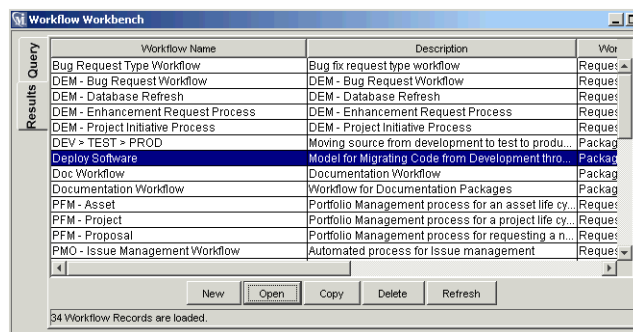 Workflow Workbench
Query
Results
Workflow Name Description Wor
Bug Request Type Workflow Bug fix request type workflow Reques
DEM - Bug Request Workflow DEM - Bug Request Workflow Reques
DEM - Database Refresh DEM - Database Refresh Reques
DEM - Enhancement Request Process DEM - Enhancement Request Process Reques
DEM - Project Initiative Process DEM - Project Initiative Process Reques
DEV > TEST > PROD Moving source from development to test to produ... Packag
Deploy Software Model for Migrating Code from Development thro... Packag
Doc Workflow Documentation Workflow Packag
Documentation Workflow Workflow for Documentation Packages Packag
PFM - Asset Portfolio Management process for an asset life cy... Reques
PFM - Project Portfolio Management process for a project life cy... Reques
PFM - Proposal Portfolio Management process for requesting a n... Reques
PMO - Issue Management Workflow Automated process for Issue management Reques
New Open Copy Delete Refresh
34 Workflow Records are loaded.